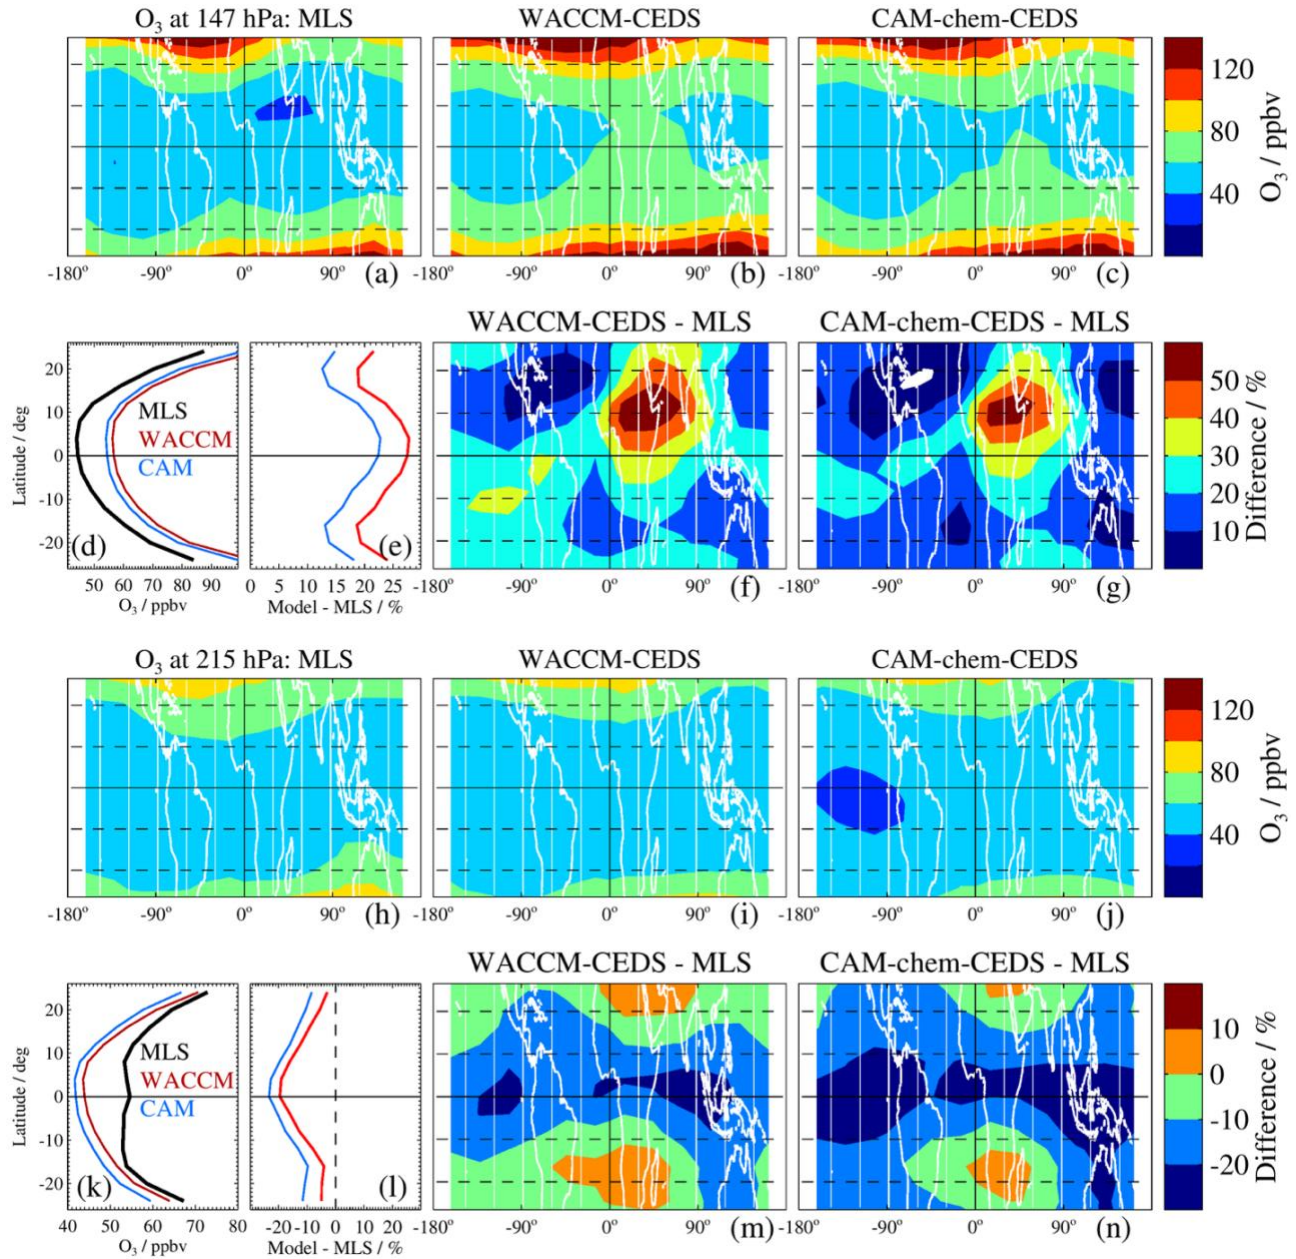 O₃ at 147 hPa: MLS WACCM-CEDS CAM-chem-CEDS
120
80
40
O₃ / ppbv
-180° -90° 0° 90° (a) -180° -90° 0° 90° (b) -180° -90° 0° 90° (c)
WACCM-CEDS - MLS CAM-chem-CEDS - MLS
Latitude / deg
20
10
0
-10
-20
MLS
WACCM
CAM
(d) (e)
50 60 70 80 90 0 5 10 15 20 25
O₃ / ppbv Model - MLS / %
-90° 0° 90° (f) -90° 0° 90° (g)
50
40
30
20
10
Difference / %
O₃ at 215 hPa: MLS WACCM-CEDS CAM-chem-CEDS
120
80
40
O₃ / ppbv
-180° -90° 0° 90° (h) -180° -90° 0° 90° (i) -180° -90° 0° 90° (j)
WACCM-CEDS - MLS CAM-chem-CEDS - MLS
Latitude / deg
20
10
0
-10
-20
MLS
WACCM
CAM
(k) (l)
40 50 60 70 80 -20 -10 0 10 20
O₃ / ppbv Model - MLS / %
-90° 0° 90° (m) -90° 0° 90° (n)
10
0
-10
-20
Difference / %